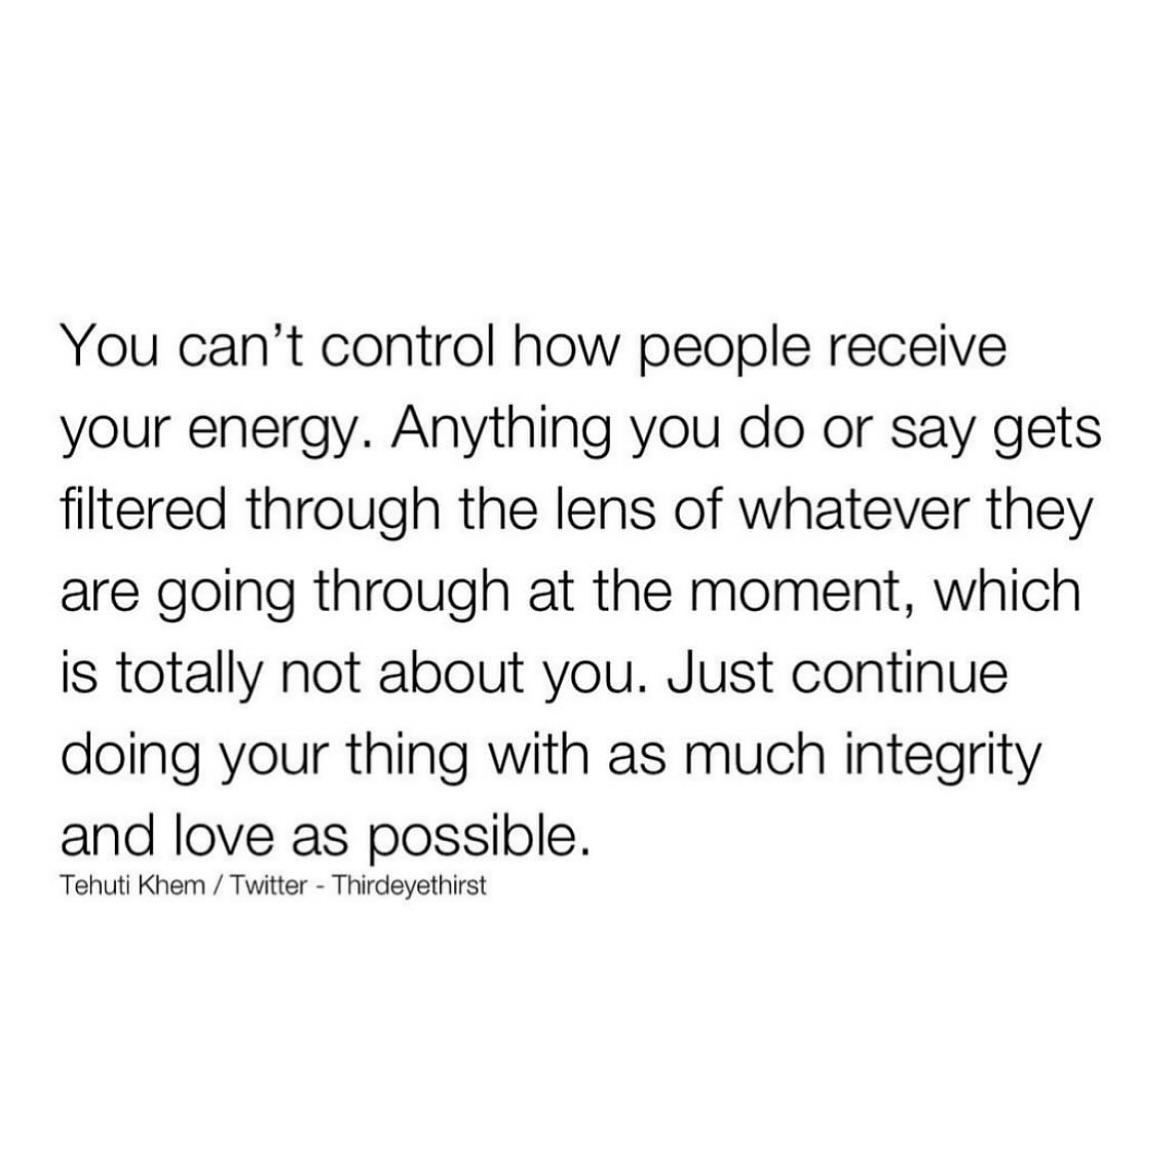 You can’t control how people receive
your energy. Anything you do or say gets
filtered through the lens of whatever they
are going through at the moment, which
is totally not about you. Just continue
doing your thing with as much integrity
and love as possible.
Tehuti Khem / Twitter - Thirdeyethirst